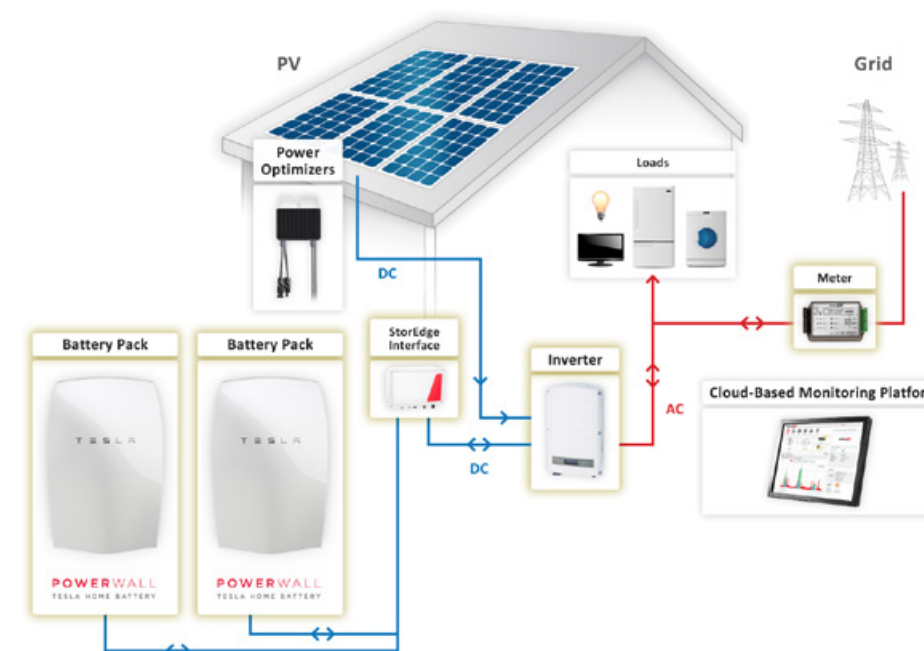 PV
Grid
Power
Optimizers
Loads
DC
Meter
Battery Pack
Battery Pack
StorEdge
Interface
Inverter
AC
Cloud-Based Monitoring Platfor
DC
TESLA
TESLA
POWERWALL
TESLA HOME BATTERY
POWERWALL
TESLA HOME BATTERY